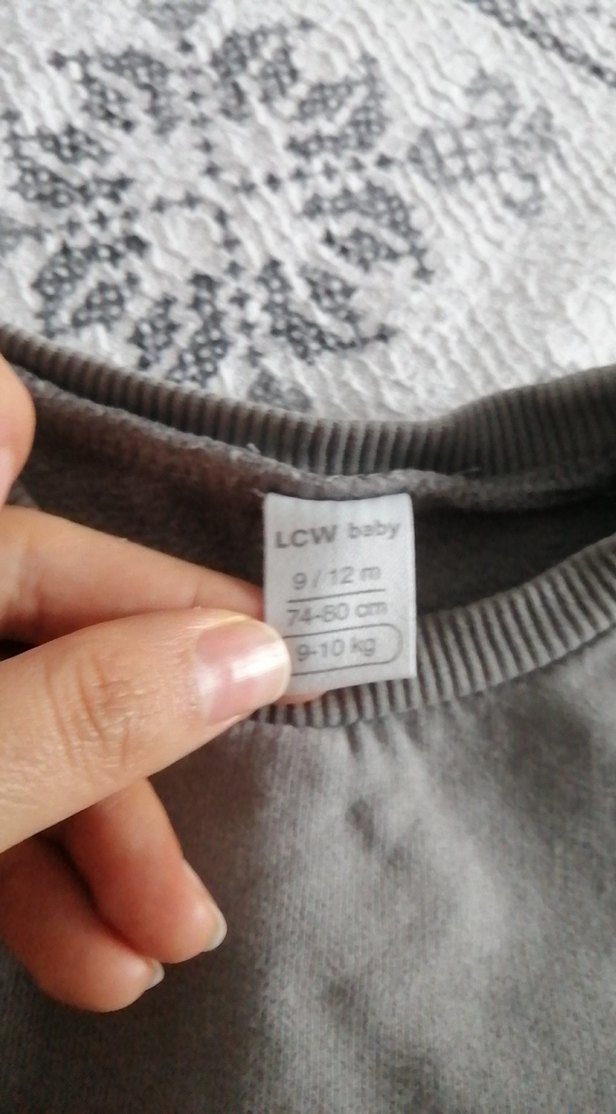 LCW baby
9 / 12 m
74-80 cm
9-10 kg